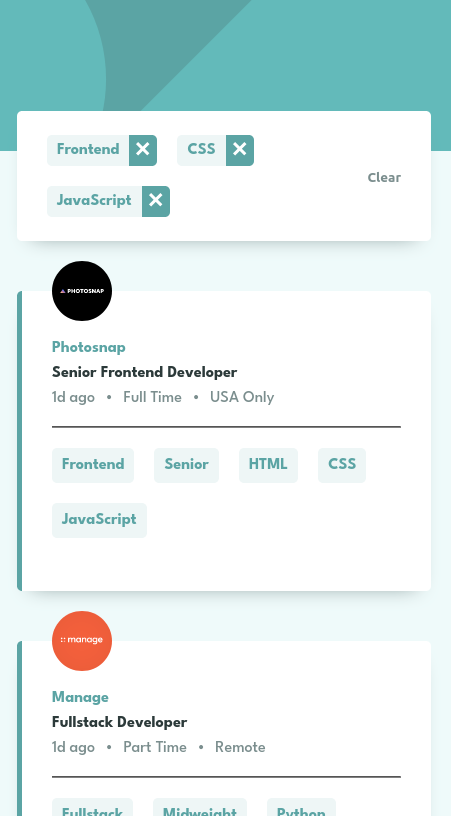 Frontend ✕ CSS ✕
Clear
JavaScript ✕
PHOTOSNAP
Photosnap
Senior Frontend Developer
1d ago • Full Time • USA Only
Frontend Senior HTML CSS
JavaScript
manage
Manage
Fullstack Developer
1d ago • Part Time • Remote
Fullstack Midweight Python